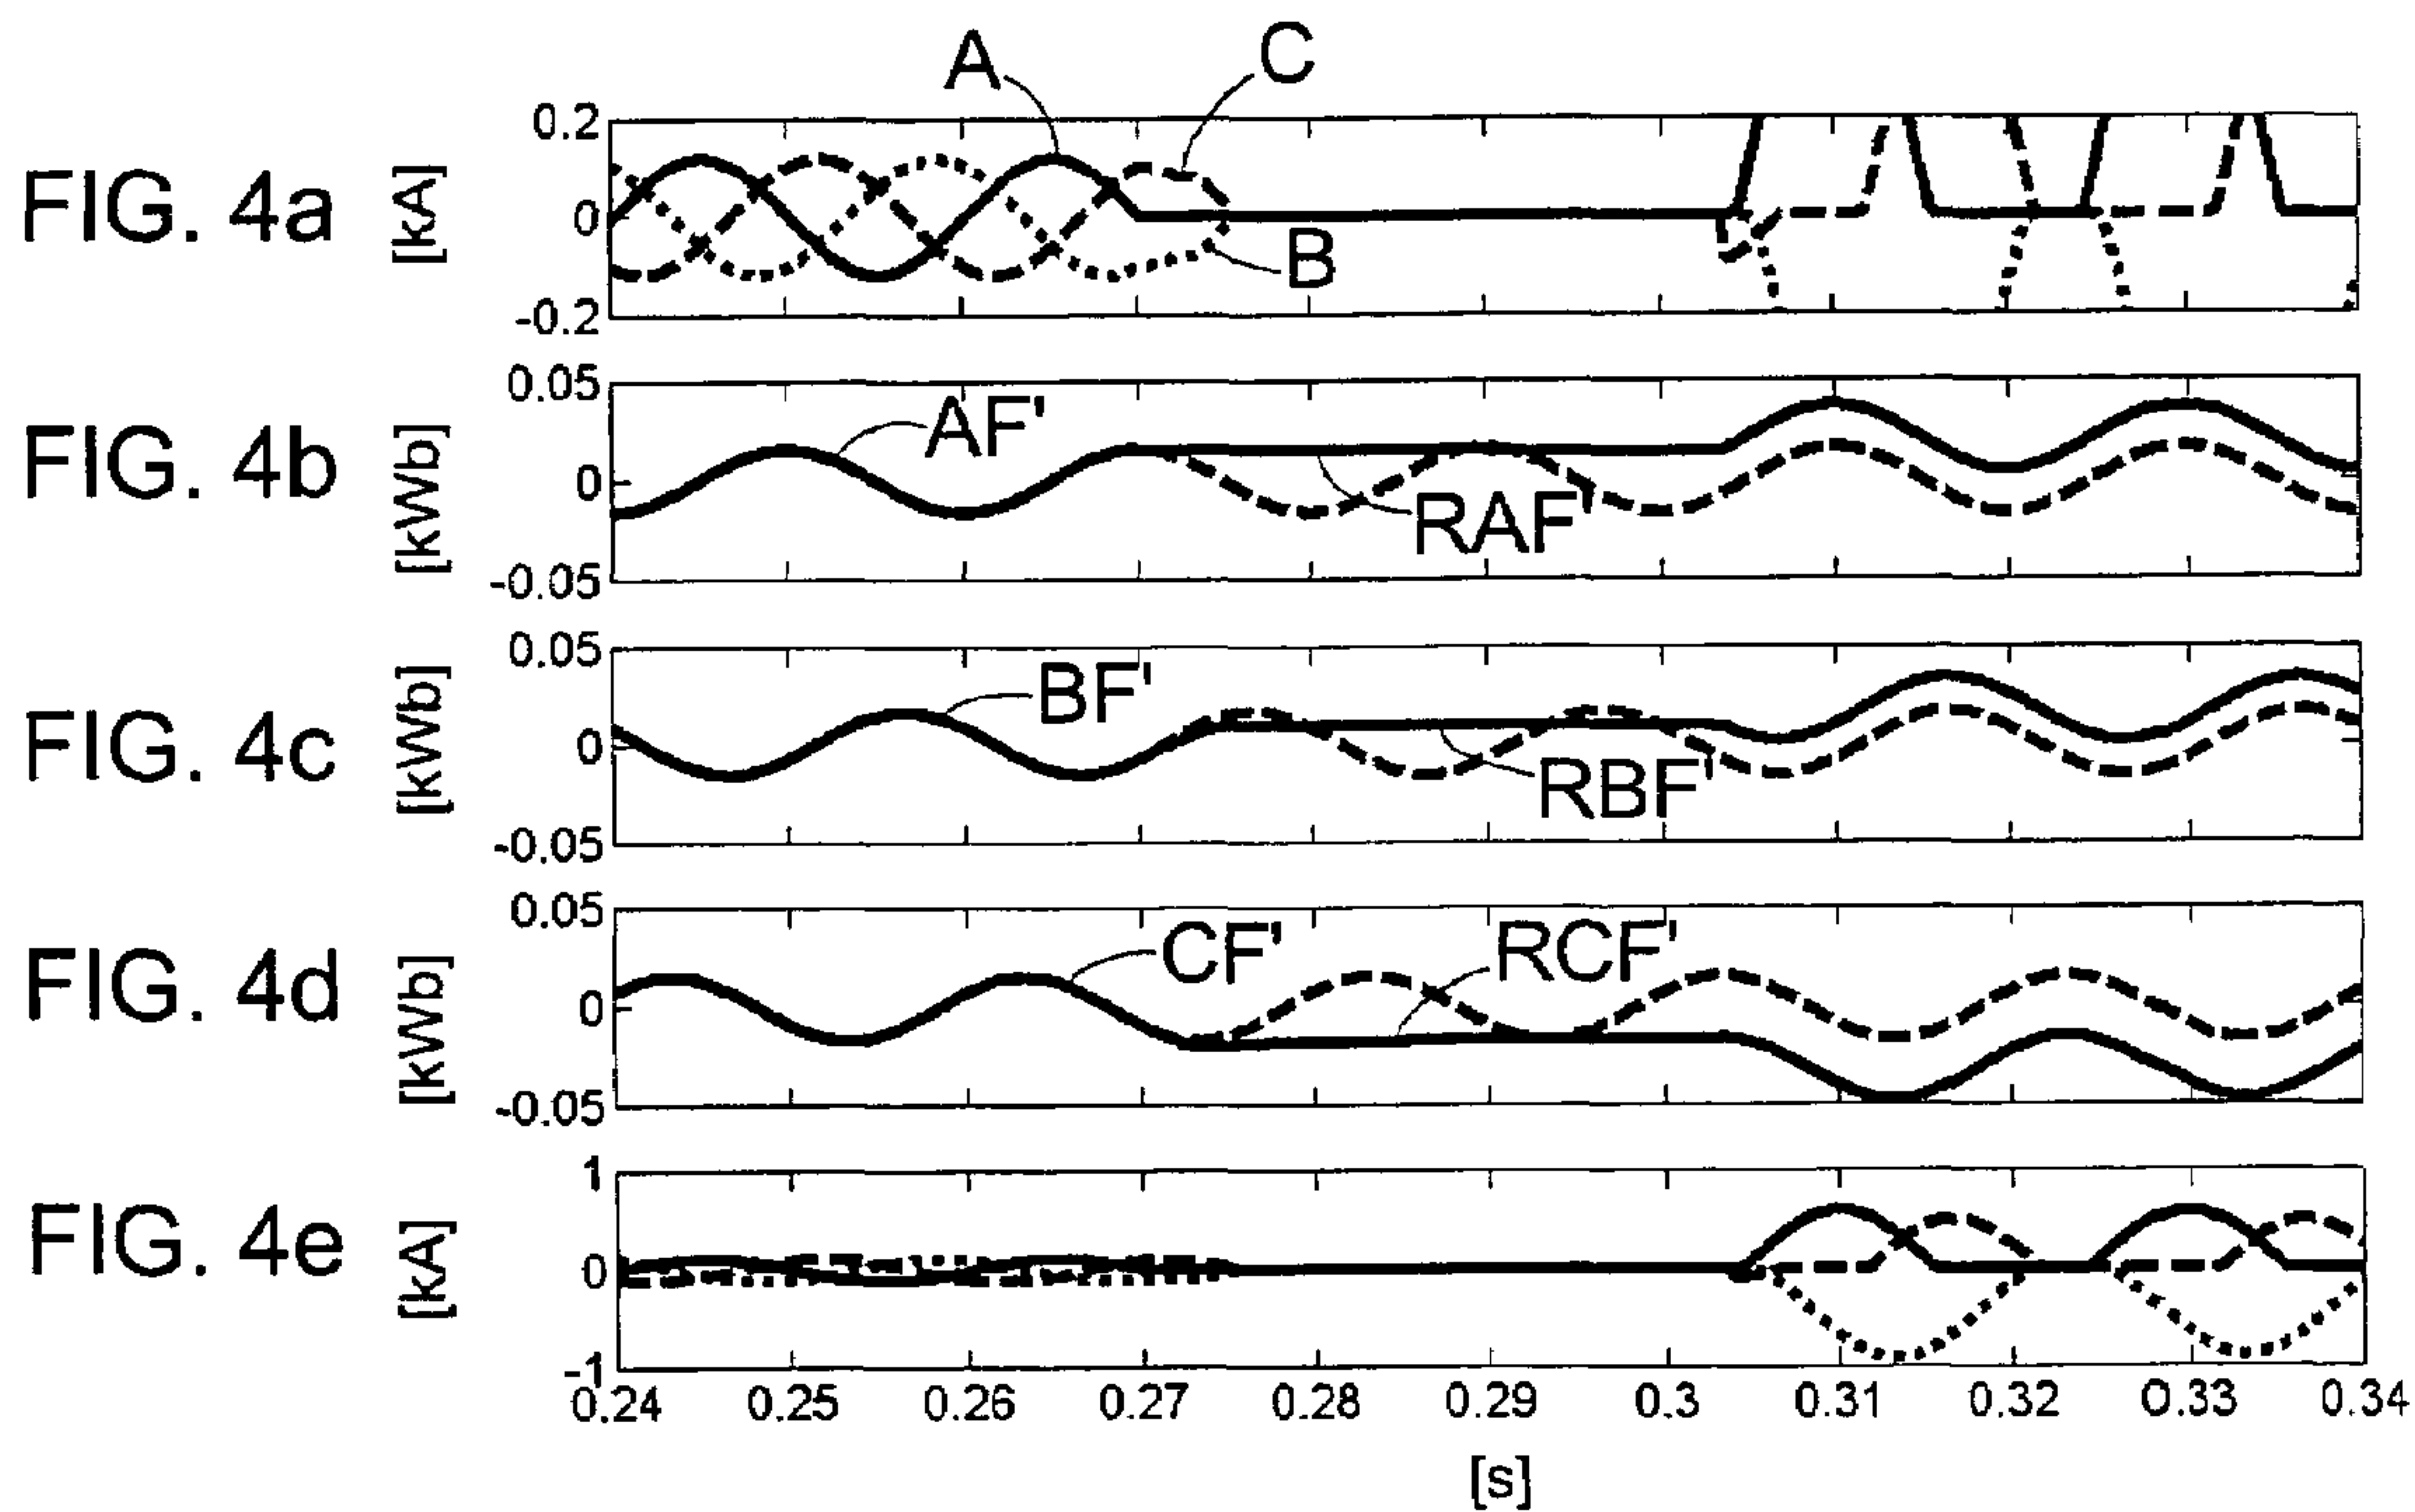 A
C
FIG. 4a
[kA]
0.2
0
-0.2
B
FIG. 4b
[kWb]
0.05
0
-0.05
AF'
RAF'
FIG. 4c
[kWb]
0.05
0
-0.05
BF'
RBF'
FIG. 4d
[kWb]
0.05
0
-0.05
CF'
RCF'
FIG. 4e
[kA]
1
0
-1
0.24 0.25 0.26 0.27 0.28 0.29 0.3 0.31 0.32 0.33 0.34
[s]